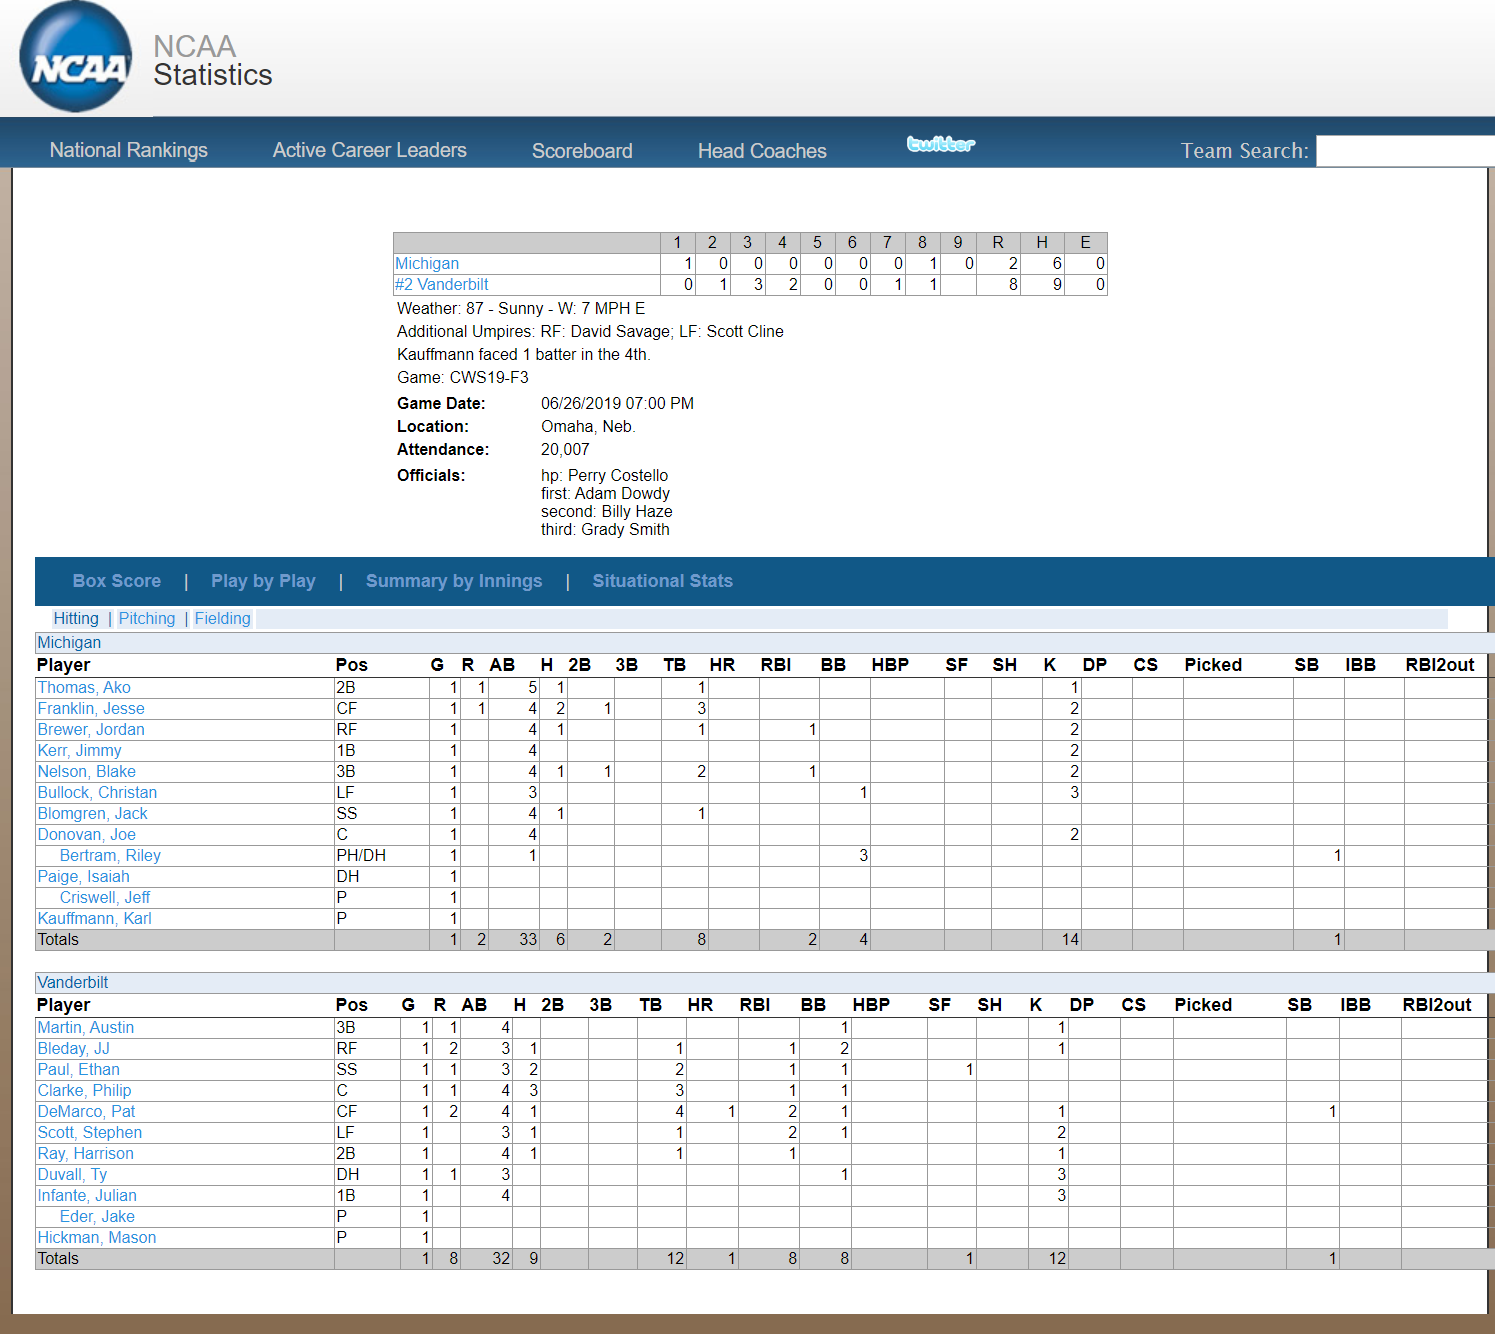 NCAA
NCAA
Statistics
National Rankings Active Career Leaders Scoreboard Head Coaches twitter Team Search:
1 2 3 4 5 6 7 8 9 R H E
Michigan 1 0 0 0 0 0 0 1 0 2 6 0
#2 Vanderbilt 0 1 3 2 0 0 1 1 8 9 0
Weather: 87 - Sunny - W: 7 MPH E
Additional Umpires: RF: David Savage; LF: Scott Cline
Kauffmann faced 1 batter in the 4th.
Game: CWS19-F3
Game Date: 06/26/2019 07:00 PM
Location: Omaha, Neb.
Attendance: 20,007
Officials: hp: Perry Costello
first: Adam Dowdy
second: Billy Haze
third: Grady Smith
Box Score | Play by Play | Summary by Innings | Situational Stats
Hitting | Pitching | Fielding
Michigan
Player Pos G R AB H 2B 3B TB HR RBI BB HBP SF SH K DP CS Picked SB IBB RBI2out
Thomas, Ako 2B 1 1 5 1 1 1
Franklin, Jesse CF 1 1 4 2 1 3 2
Brewer, Jordan RF 1 4 1 1 1 2
Kerr, Jimmy 1B 1 4 2
Nelson, Blake 3B 1 4 1 1 2 1 2
Bullock, Christan LF 1 3 1 3
Blomgren, Jack SS 1 4 1 1
Donovan, Joe C 1 4 2
Bertram, Riley PH/DH 1 1 3 1
Paige, Isaiah DH 1
Criswell, Jeff P 1
Kauffmann, Karl P 1
Totals 1 2 33 6 2 8 2 4 14 1
Vanderbilt
Player Pos G R AB H 2B 3B TB HR RBI BB HBP SF SH K DP CS Picked SB IBB RBI2out
Martin, Austin 3B 1 1 4 1 1
Bleday, JJ RF 1 2 3 1 1 1 2 1
Paul, Ethan SS 1 1 3 2 2 1 1 1
Clarke, Philip C 1 1 4 3 3 1 1
DeMarco, Pat CF 1 2 4 1 4 1 2 1 1 1
Scott, Stephen LF 1 3 1 1 2 1 2
Ray, Harrison 2B 1 4 1 1 1 1
Duvall, Ty DH 1 1 3 1 3
Infante, Julian 1B 1 4 3
Eder, Jake P 1
Hickman, Mason P 1
Totals 1 8 32 9 12 1 8 8 1 12 1